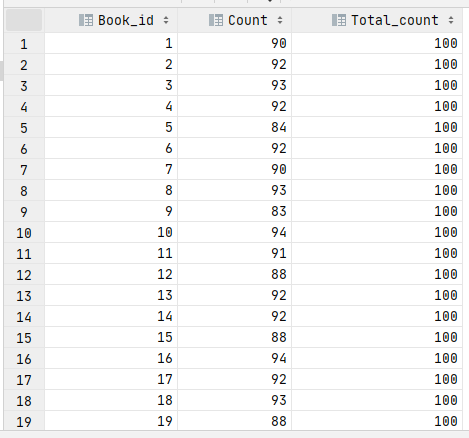 Book_id Count Total_count
1 1 90 100
2 2 92 100
3 3 93 100
4 4 92 100
5 5 84 100
6 6 92 100
7 7 90 100
8 8 93 100
9 9 83 100
10 10 94 100
11 11 91 100
12 12 88 100
13 13 92 100
14 14 92 100
15 15 88 100
16 16 94 100
17 17 92 100
18 18 93 100
19 19 88 100